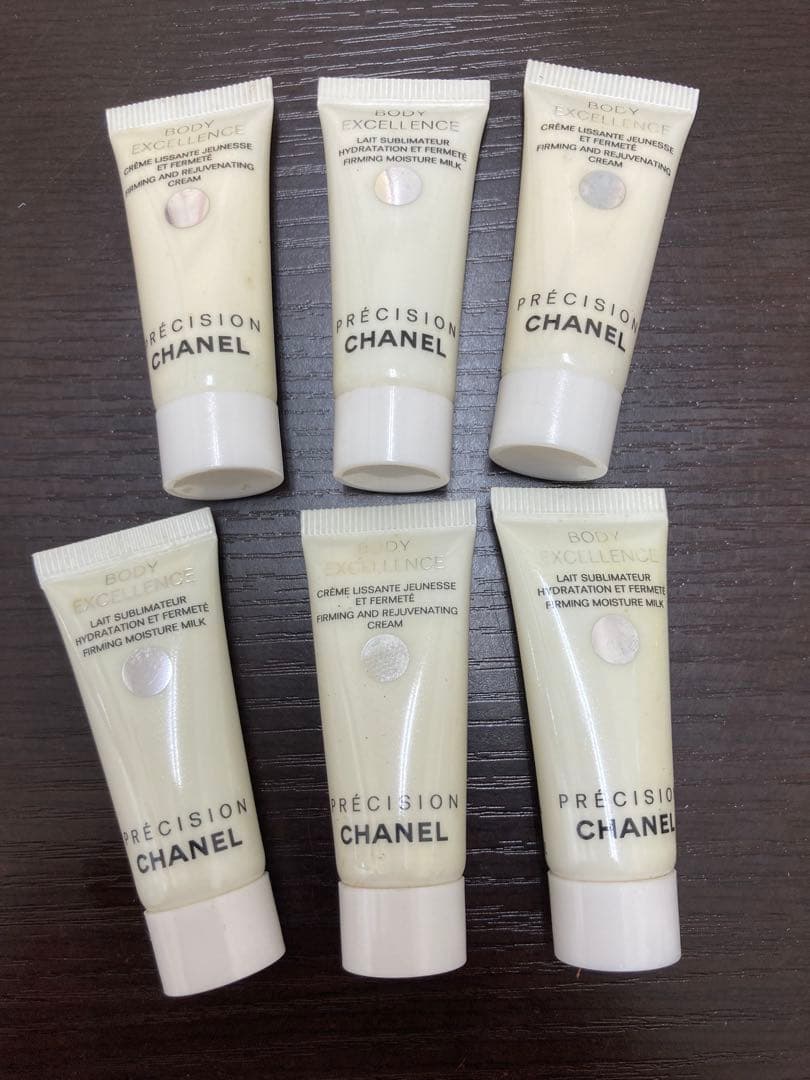 BODY
EXCELLENCE
CRÈME LISSANTE JEUNESSE
ET FERMETÉ
FIRMING AND REJUVENATING
CREAM
PRÉCISION
CHANEL
BODY
EXCELLENCE
LAIT SUBLIMATEUR
HYDRATATION ET FERMETÉ
FIRMING MOISTURE MILK
PRÉCISION
CHANEL
BODY
EXCELLENCE
CRÈME LISSANTE JEUNESSE
ET FERMETÉ
FIRMING AND REJUVENATING
CREAM
PRÉCISION
CHANEL
BODY
EXCELLENCE
LAIT SUBLIMATEUR
HYDRATATION ET FERMETÉ
FIRMING MOISTURE MILK
PRÉCISION
CHANEL
BODY
EXCELLENCE
CRÈME LISSANTE JEUNESSE
ET FERMETÉ
FIRMING AND REJUVENATING
CREAM
PRÉCISION
CHANEL
BODY
EXCELLENCE
LAIT SUBLIMATEUR
HYDRATATION ET FERMETÉ
FIRMING MOISTURE MILK
PRÉCISIO
CHANEL